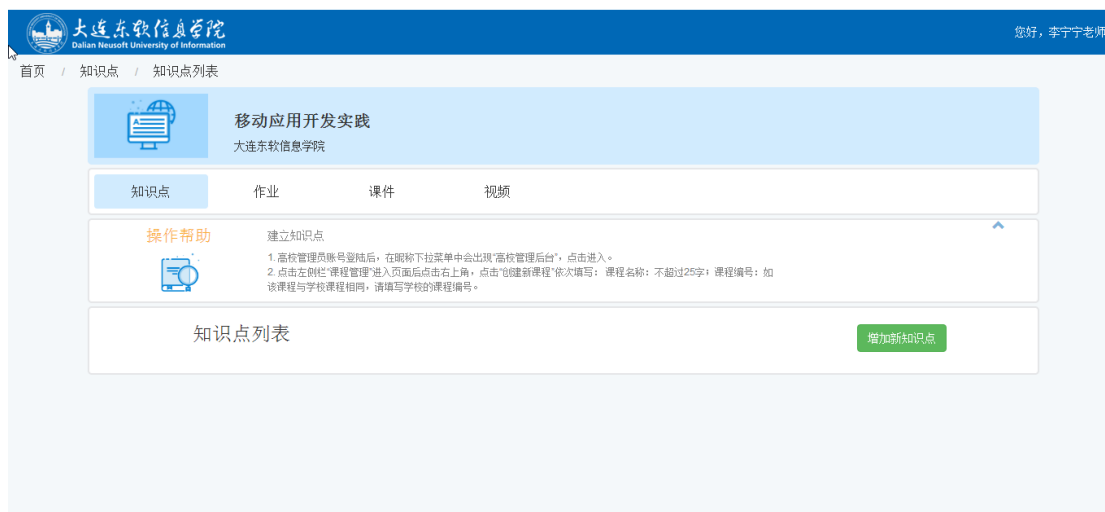 大连东软信息学院
Dalian Neusoft University of Information
您好，李宁宁老师
首页 / 知识点 / 知识点列表
移动应用开发实践
大连东软信息学院
知识点 作业 课件 视频
操作帮助
建立知识点
1. 高校管理员账号登陆后，在昵称下拉菜单中会出现“高校管理后台”，点击进入。
2. 点击左侧栏“课程管理”进入页面后点击右上角，点击“创建新课程”依次填写：课程名称：不超过25字；课程编号：如
该课程与学校课程相同，请填写学校的课程编号。
知识点列表
增加新知识点